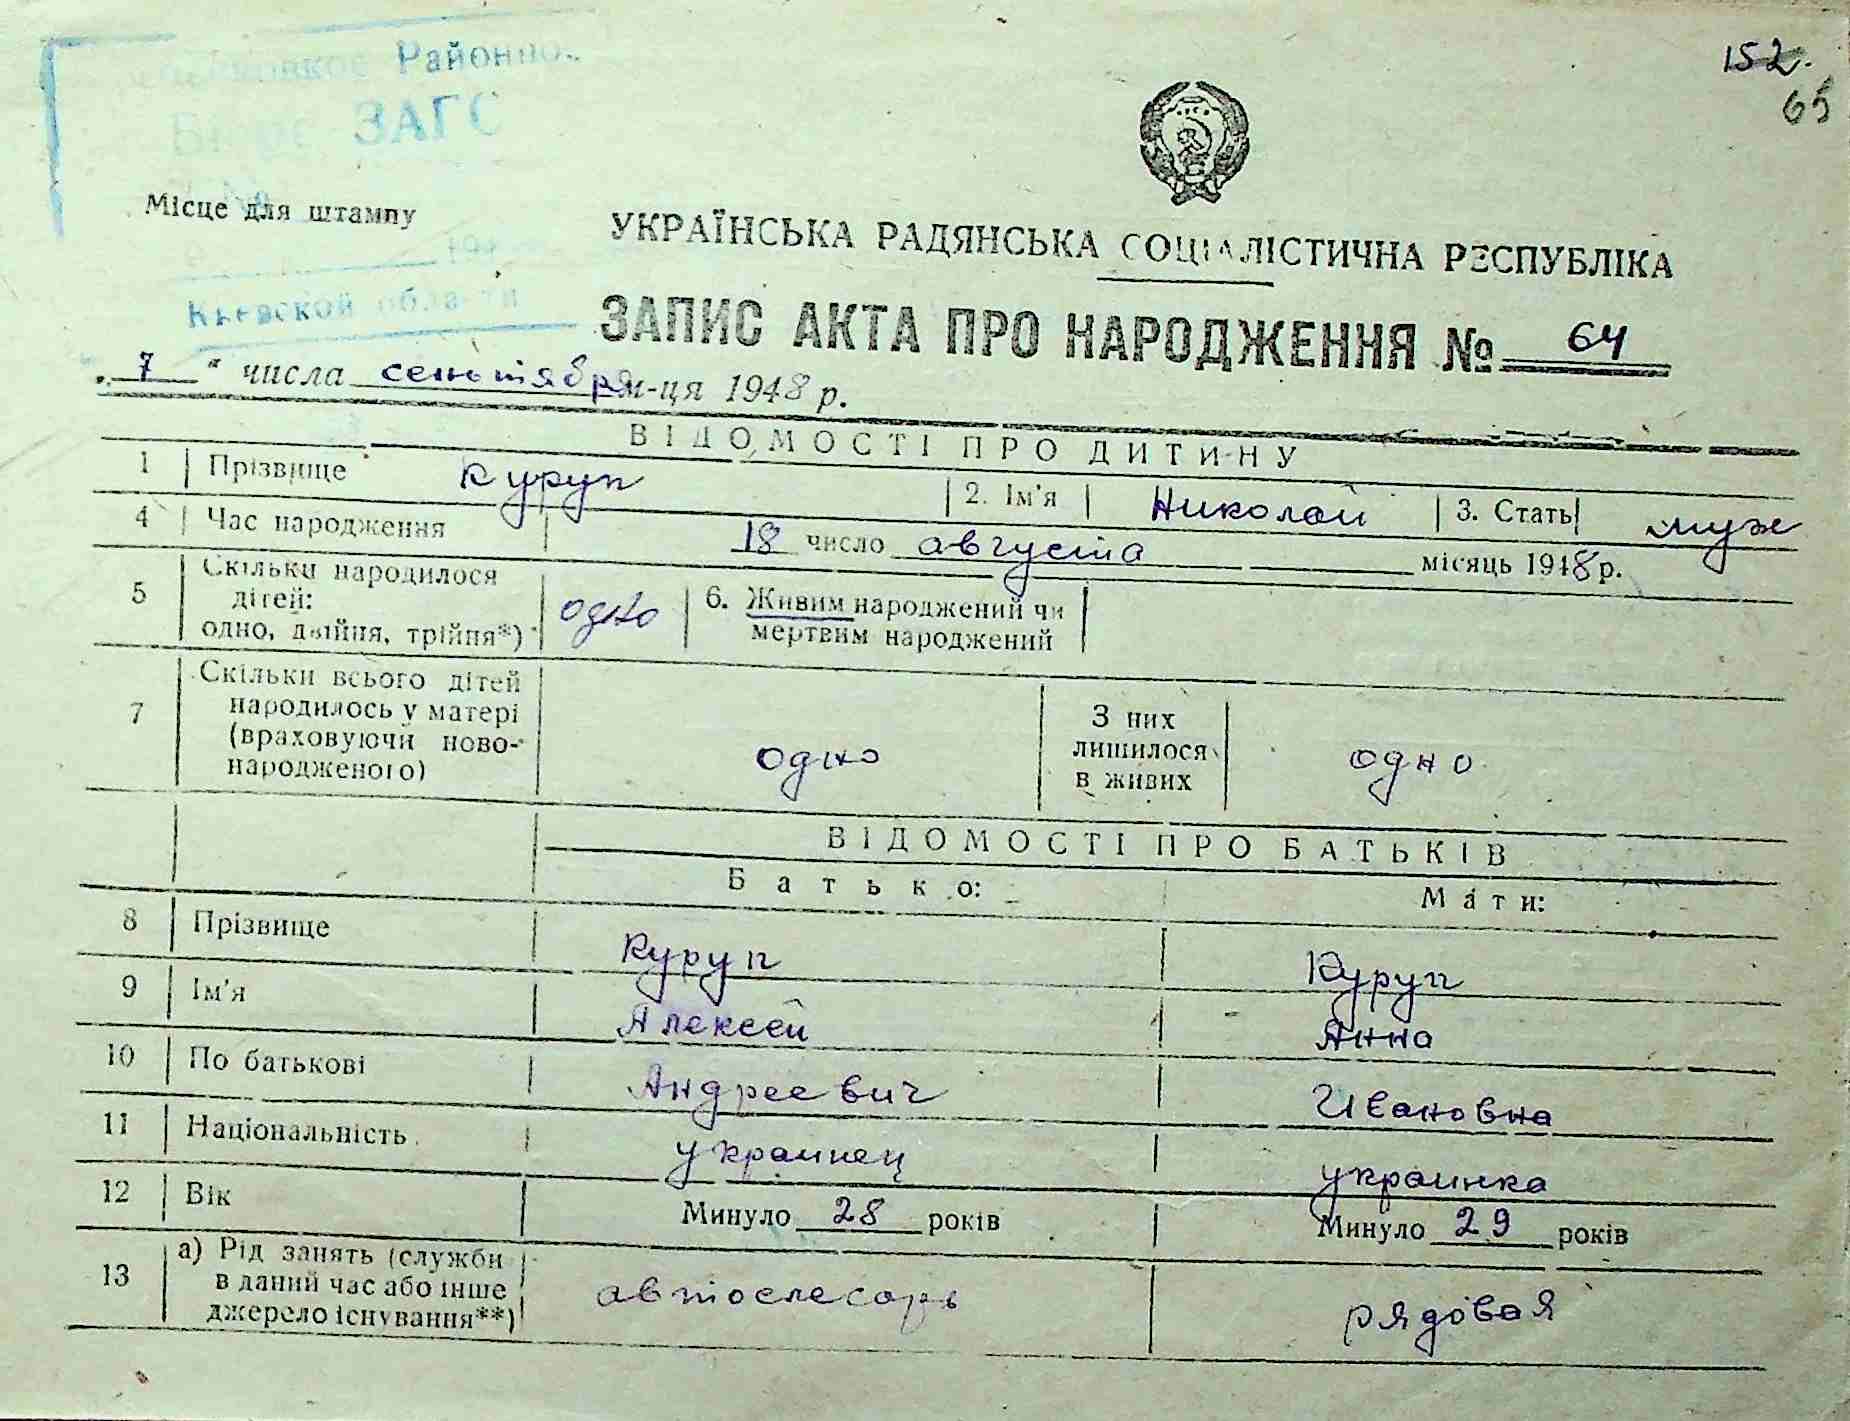 152.
65
Районно
ЗАГС
Місце для штампу
Киевской области
УКРАЇНСЬКА РАДЯНСЬКА СОЦІАЛІСТИЧНА РЕСПУБЛІКА
ЗАПИС АКТА ПРО НАРОДЖЕННЯ № 64
„ 7 “ числа сентября м-ця 1948 р.
ВІДОМОСТІ ПРО ДИТИНУ
1 Прізвище Куруп 2. Ім'я Николай 3. Стать муж
4 Час народження 18 число августа місяць 1948 р.
5 Скільки народилося
дітей:
одно, двійня, трійня*) одно
6. Живим народжений чи
мертвим народжений
7 Скільки всього дітей
народилось у матері
(враховуючи ново-
народженого) одно
З них
лишилося
в живих одно
ВІДОМОСТІ ПРО БАТЬКІВ
Батько: Мати:
8 Прізвище Куруп Куруп
9 Ім'я Алексей Анна
10 По батькові Андреевич Ивановна
11 Національність украинец украинка
12 Вік Минуло 28 років Минуло 29 років
13 а) Рід занять (служби
в даний час або інше
джерело існування**) автослесарь рядовая